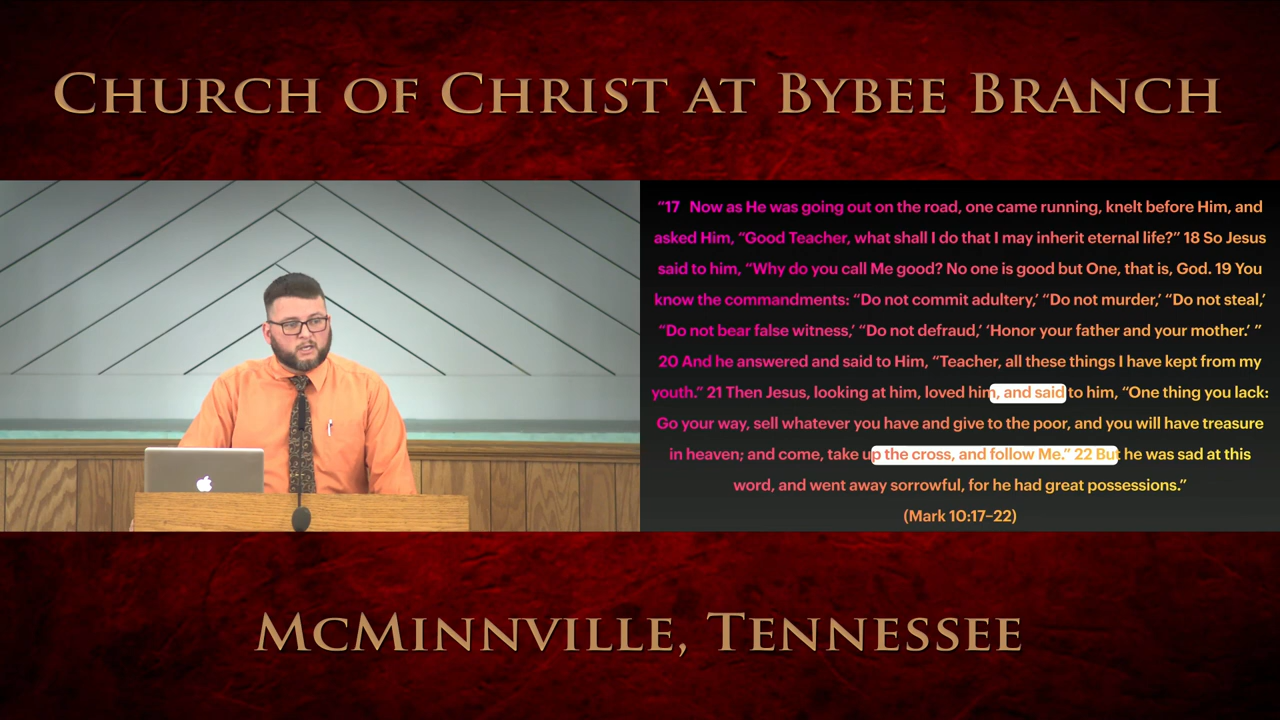 CHURCH OF CHRIST AT BYBEE BRANCH
“17 Now as He was going out on the road, one came running, knelt before Him, and
asked Him, “Good Teacher, what shall I do that I may inherit eternal life?” 18 So Jesus
said to him, “Why do you call Me good? No one is good but One, that is, God. 19 You
know the commandments: “Do not commit adultery,’ “Do not murder,’ “Do not steal,’
“Do not bear false witness,’ “Do not defraud,’ ‘Honor your father and your mother.’ ”
20 And he answered and said to Him, “Teacher, all these things I have kept from my
youth.” 21 Then Jesus, looking at him, loved him, and said to him, “One thing you lack:
Go your way, sell whatever you have and give to the poor, and you will have treasure
in heaven; and come, take up the cross, and follow Me.” 22 But he was sad at this
word, and went away sorrowful, for he had great possessions.”
(Mark 10:17–22)
MCMINNVILLE, TENNESSEE